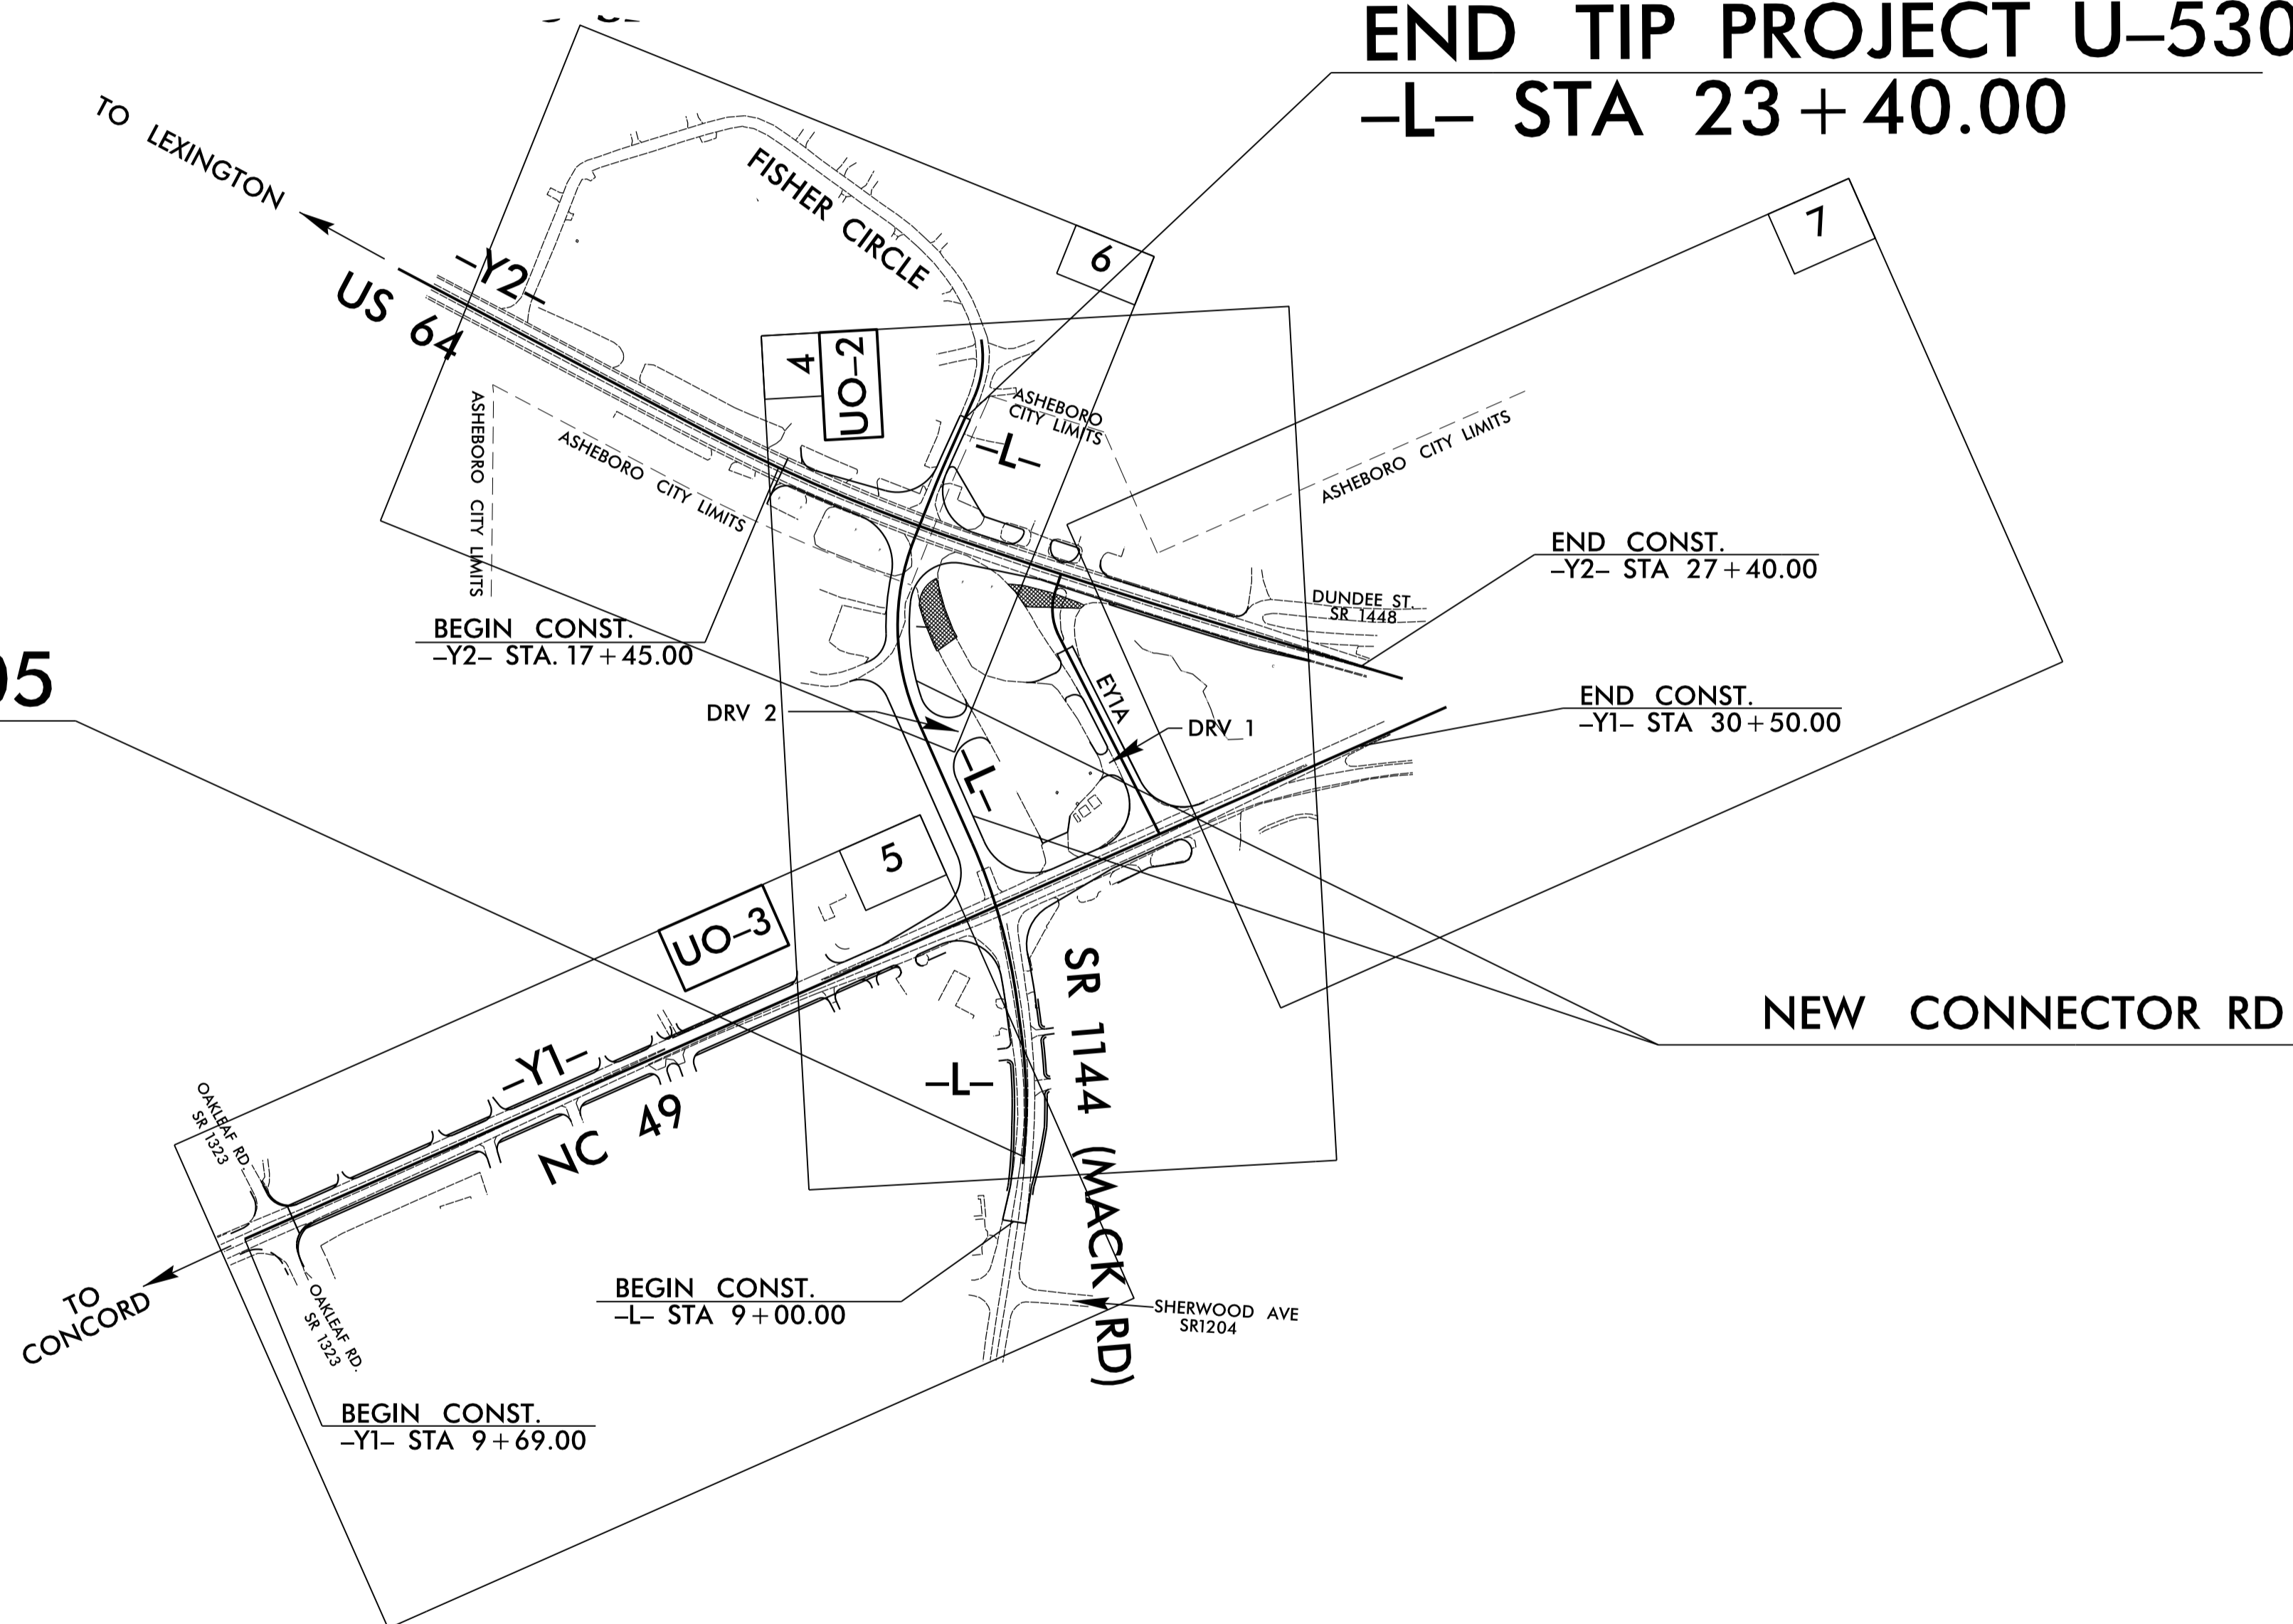 END TIP PROJECT U–530
–L– STA 23+40.00
TO LEXINGTON
FISHER CIRCLE
6
7
–Y2–
US 64
4
UO–2
ASHEBORO
CITY LIMITS
–L–
ASHEBORO CITY LIMITS
ASHEBORO CITY LIMITS
ASHEBORO CITY LIMITS
END CONST.
–Y2– STA 27+40.00
DUNDEE ST.
SR 1448
BEGIN CONST.
–Y2– STA. 17+45.00
05
EY1A
END CONST.
–Y1– STA 30+50.00
DRV 2
DRV 1
–L–
5
UO–3
SR 1144 (MACK RD)
NEW CONNECTOR RD
–Y1–
–L–
NC 49
OAKLEAF RD
SR 1323
TO
CONCORD
OAKLEAF RD.
SR 1323
BEGIN CONST.
–L– STA 9+00.00
SHERWOOD AVE
SR1204
BEGIN CONST.
–Y1– STA 9+69.00